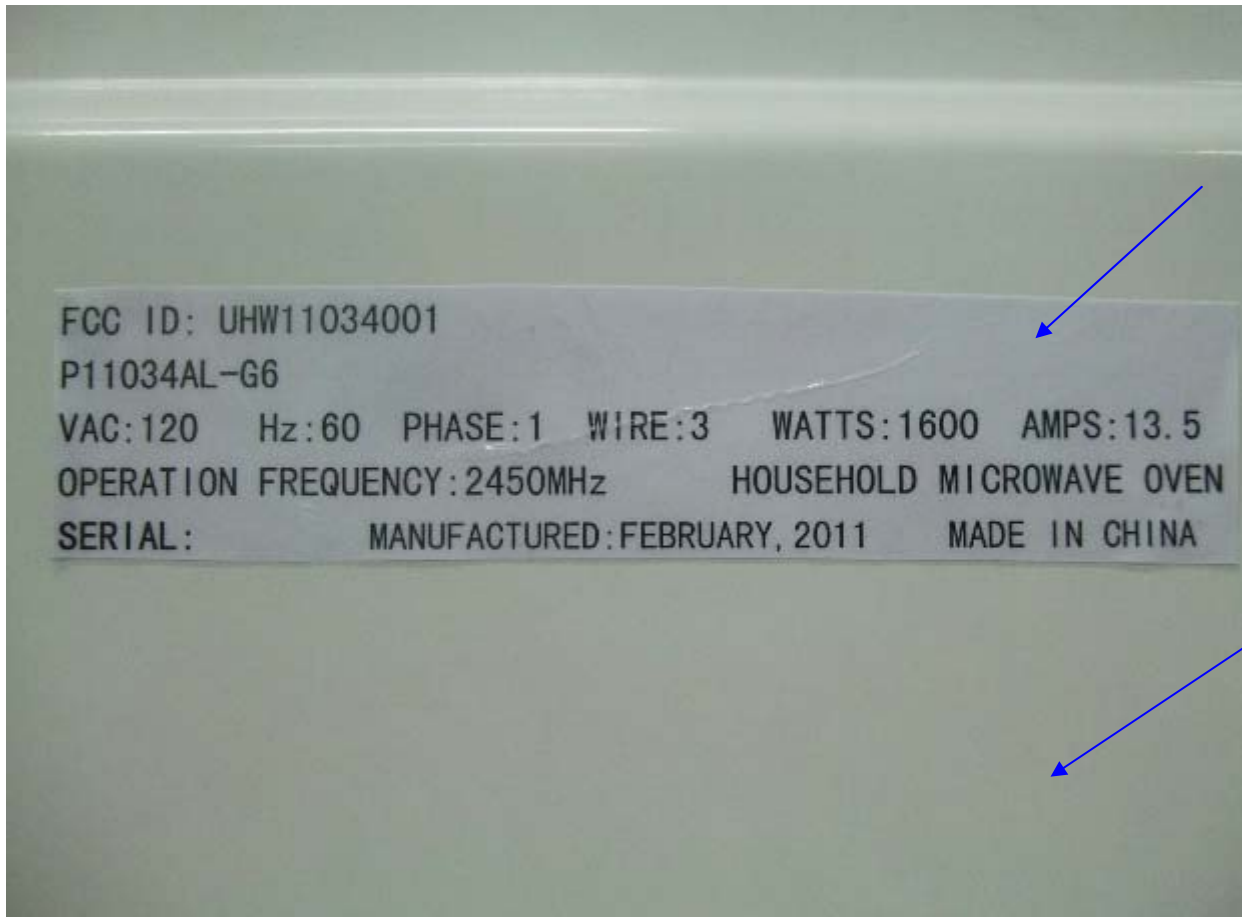 FCC ID: UHW11034001
P11034AL-G6
VAC:120 Hz:60 PHASE:1 WIRE:3 WATTS:1600 AMPS:13.5
OPERATION FREQUENCY:2450MHz HOUSEHOLD MICROWAVE OVEN
SERIAL: MANUFACTURED:FEBRUARY, 2011 MADE IN CHINA